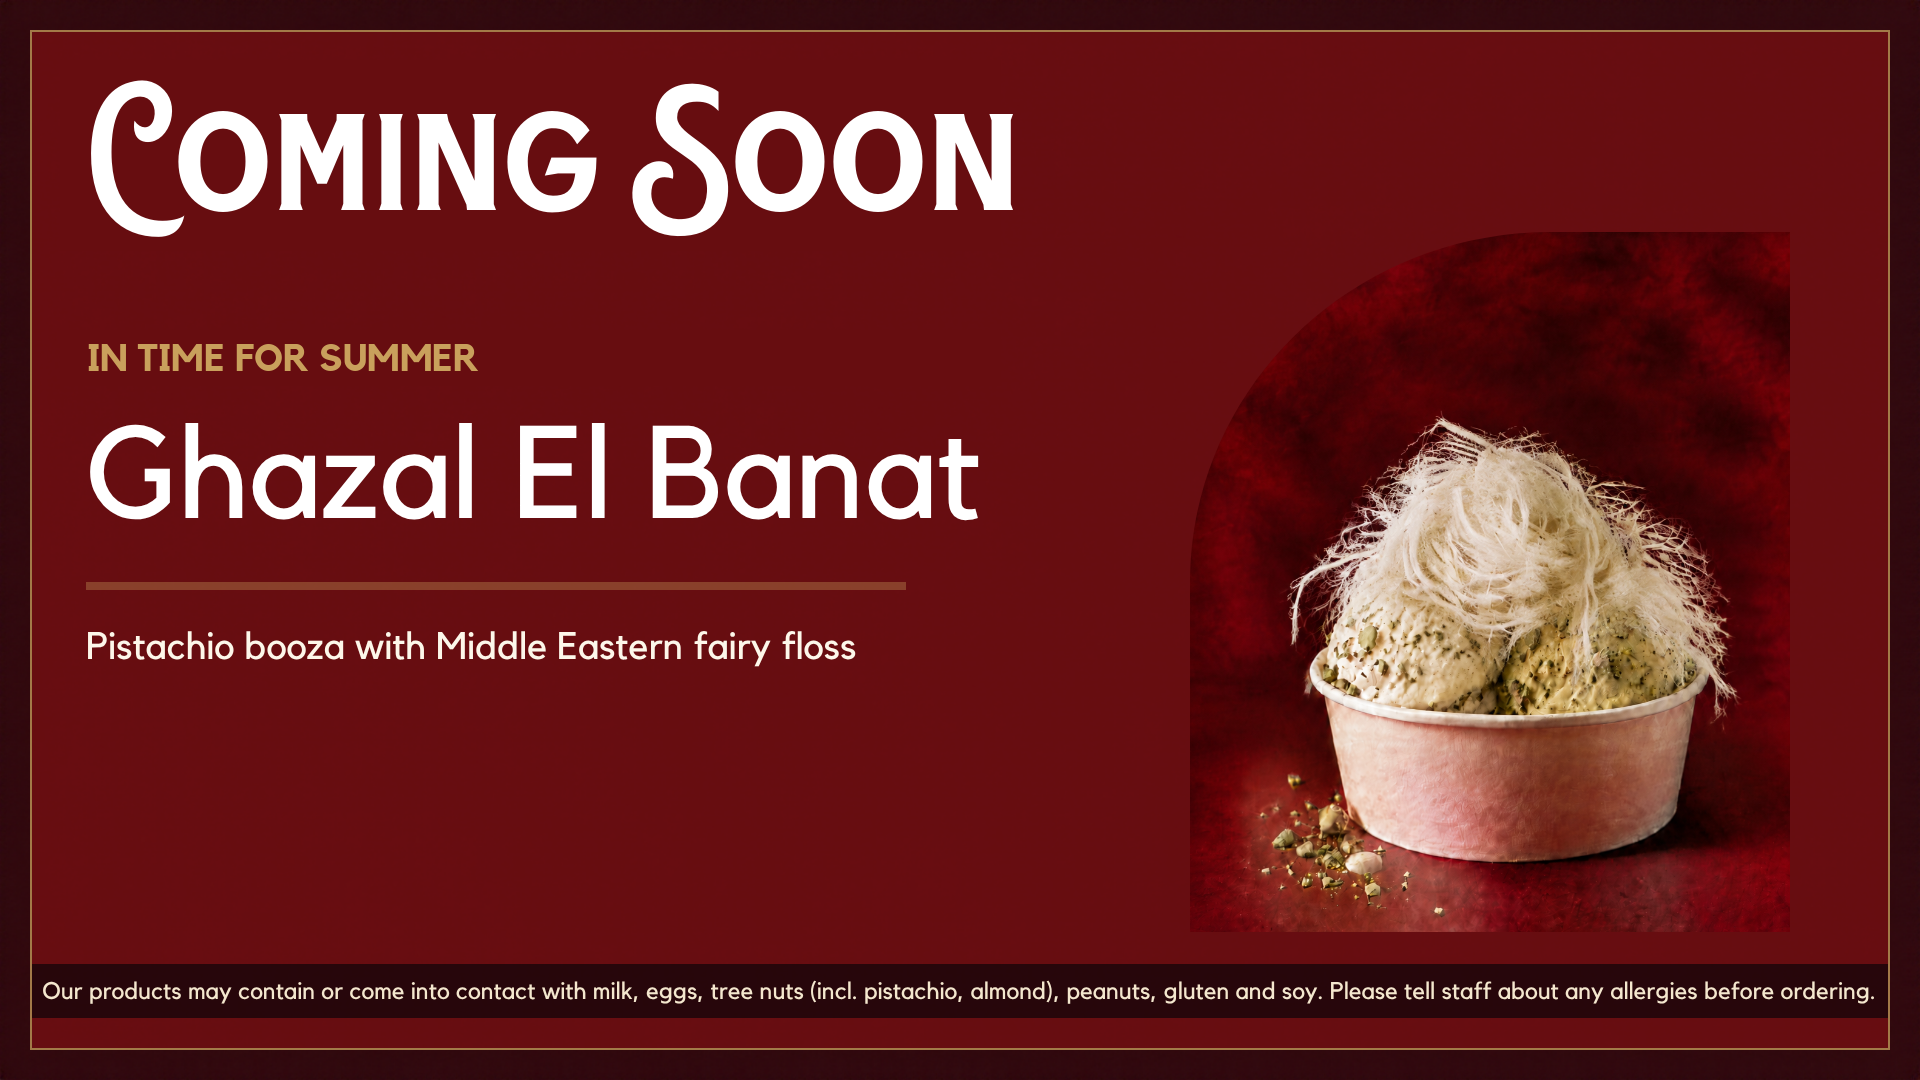 Coming Soon
IN TIME FOR SUMMER
Ghazal El Banat
Pistachio booza with Middle Eastern fairy floss
Our products may contain or come into contact with milk, eggs, tree nuts (incl. pistachio, almond), peanuts, gluten and soy. Please tell staff about any allergies before ordering.